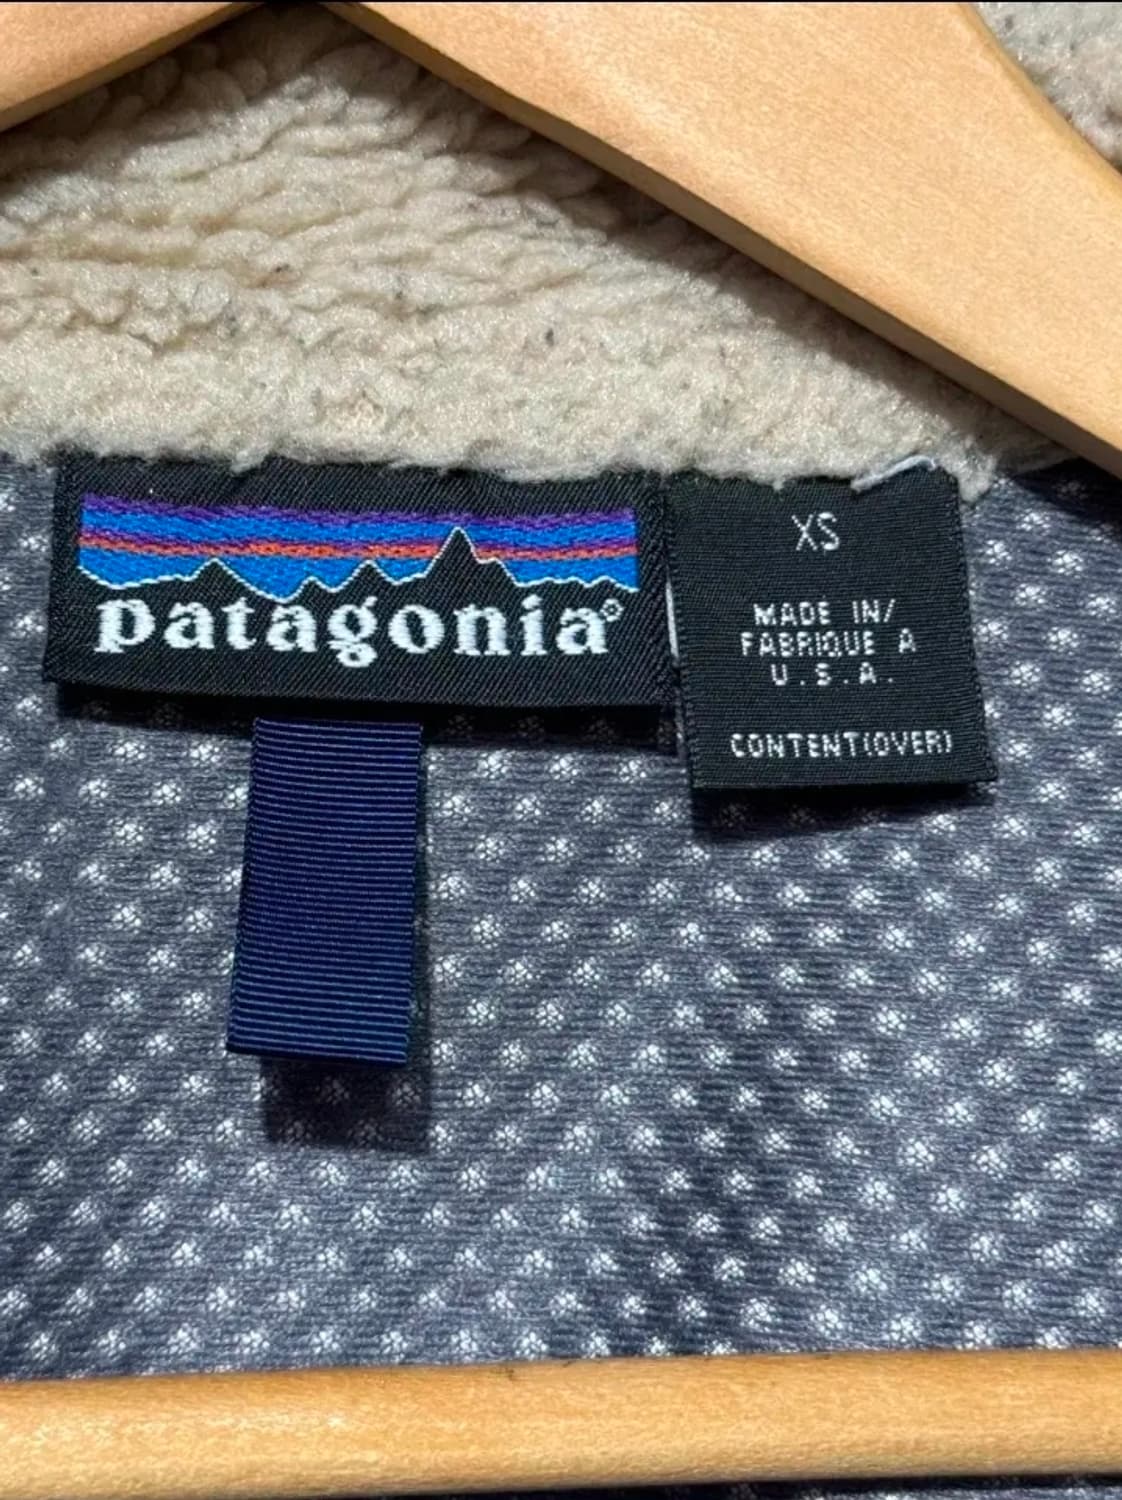 patagonia®
XS
MADE IN/
FABRIQUE A
U.S.A.
CONTENT(OVER)